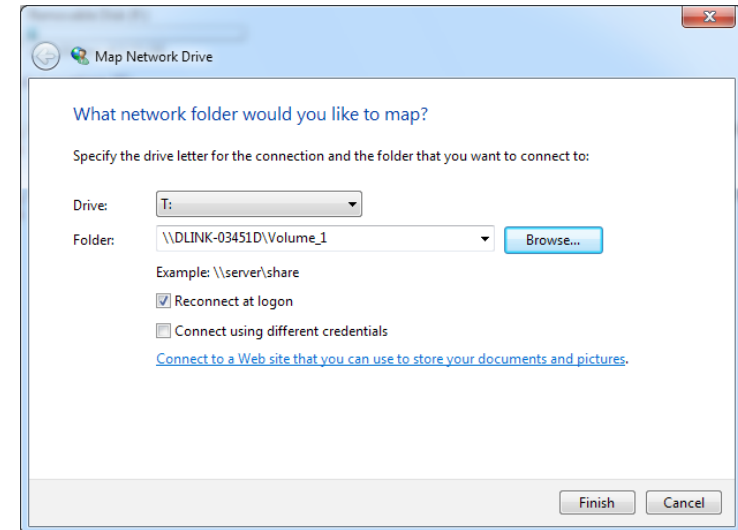 Map Network Drive
What network folder would you like to map?
Specify the drive letter for the connection and the folder that you want to connect to:
Drive: T:
Folder: \\DLINK-03451D\Volume_1 Browse...
Example: \\server\share
Reconnect at logon
Connect using different credentials
Connect to a Web site that you can use to store your documents and pictures.
Finish Cancel